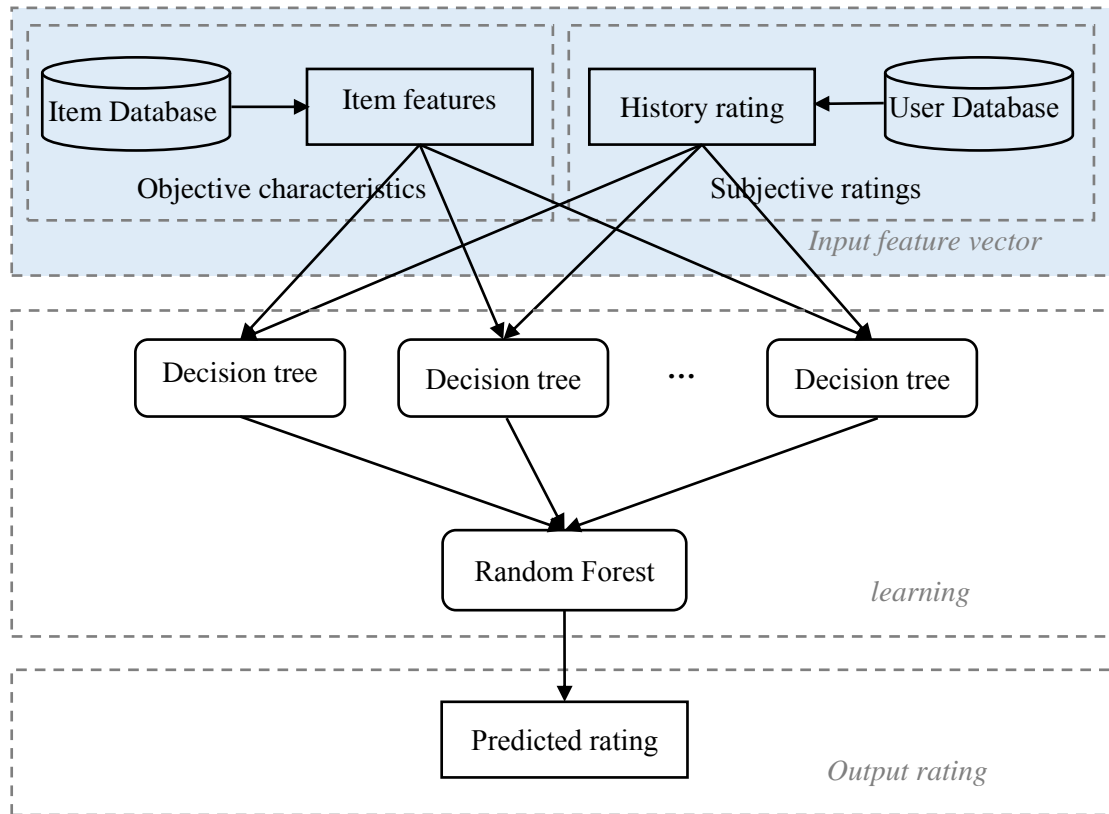 Item Database
Item features
History rating
User Database
Objective characteristics
Subjective ratings
Input feature vector
Decision tree
Decision tree
...
Decision tree
Random Forest
learning
Predicted rating
Output rating